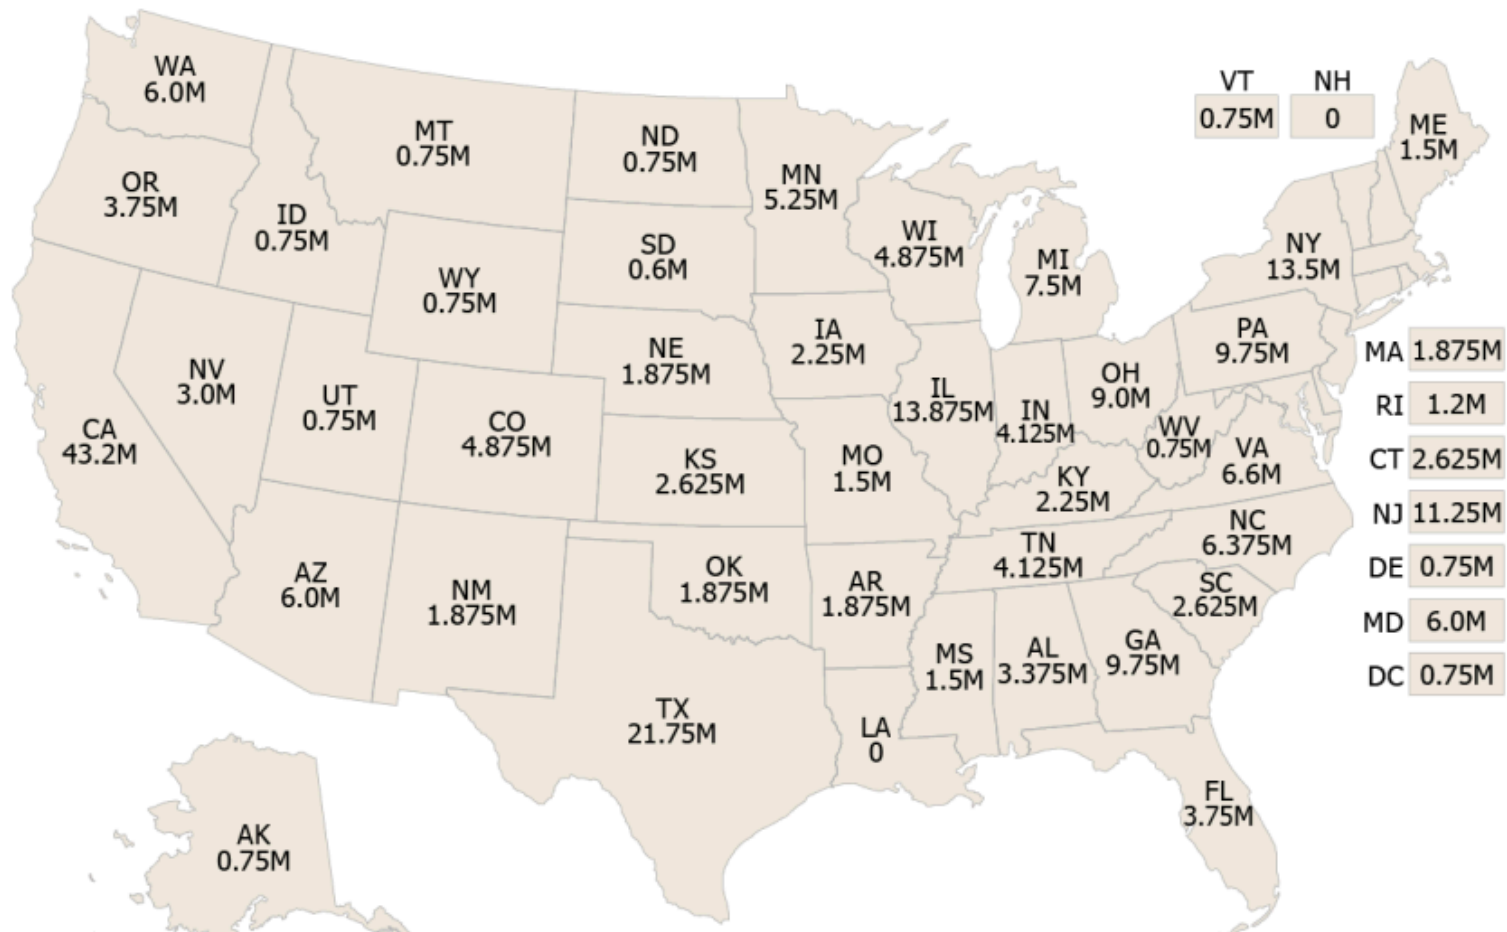 WA
6.0M
MT
0.75M
ND
0.75M
MN
5.25M
VT
0.75M
NH
0
ME
1.5M
OR
3.75M
ID
0.75M
WY
0.75M
SD
0.6M
WI
4.875M
MI
7.5M
NY
13.5M
NV
3.0M
UT
0.75M
CO
4.875M
NE
1.875M
IA
2.25M
IL
13.875M
IN
4.125M
OH
9.0M
PA
9.75M
MA 1.875M
RI 1.2M
CT 2.625M
NJ 11.25M
DE 0.75M
MD 6.0M
DC 0.75M
CA
43.2M
KS
2.625M
MO
1.5M
KY
2.25M
WV
0.75M
VA
6.6M
AZ
6.0M
NM
1.875M
OK
1.875M
AR
1.875M
TN
4.125M
NC
6.375M
SC
2.625M
TX
21.75M
LA
0
MS
1.5M
AL
3.375M
GA
9.75M
FL
3.75M
AK
0.75M